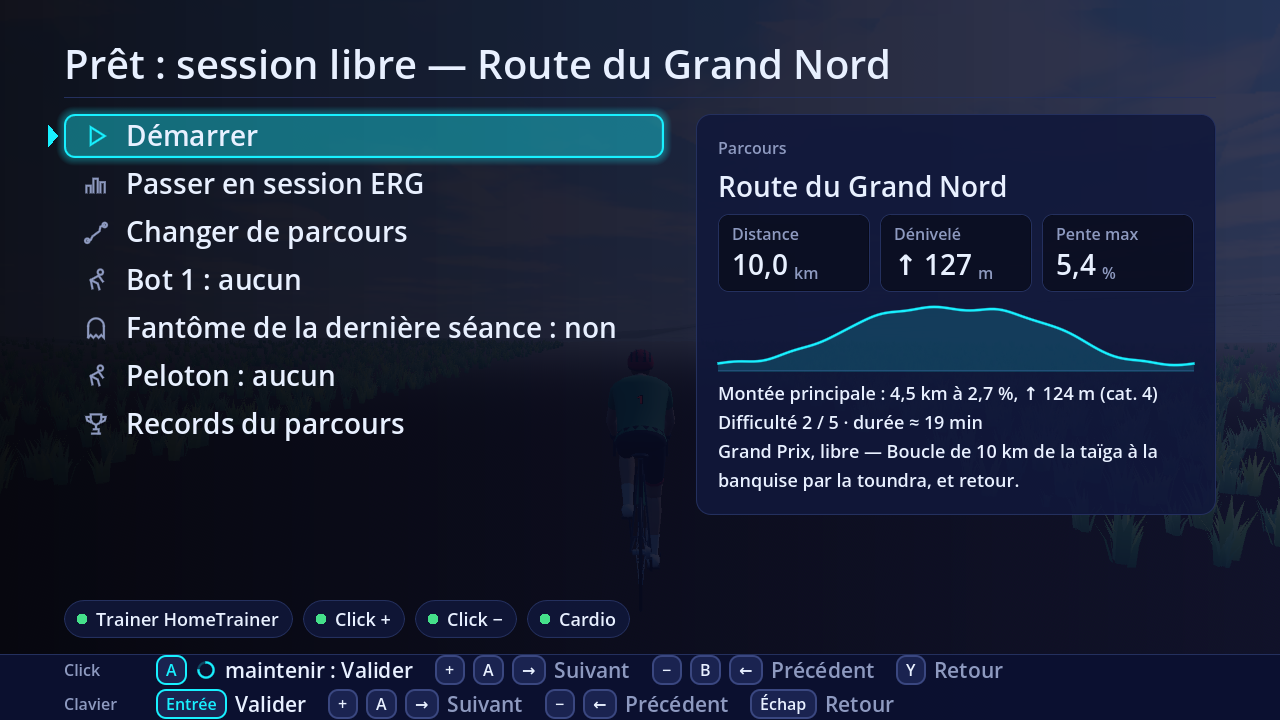 Prêt : session libre — Route du Grand Nord
Démarrer
Passer en session ERG
Changer de parcours
Bot 1 : aucun
Fantôme de la dernière séance : non
Peloton : aucun
Records du parcours
Parcours
Route du Grand Nord
Distance
10,0 km
Dénivelé
↑ 127 m
Pente max
5,4 %
Montée principale : 4,5 km à 2,7 %, ↑ 124 m (cat. 4)
Difficulté 2 / 5 · durée ≈ 19 min
Grand Prix, libre — Boucle de 10 km de la taïga à la
banquise par la toundra, et retour.
Trainer HomeTrainer
Click +
Click −
Cardio
Click A maintenir : Valider + A → Suivant − B ← Précédent Y Retour
Clavier Entrée Valider + A → Suivant − ← Précédent Échap Retour